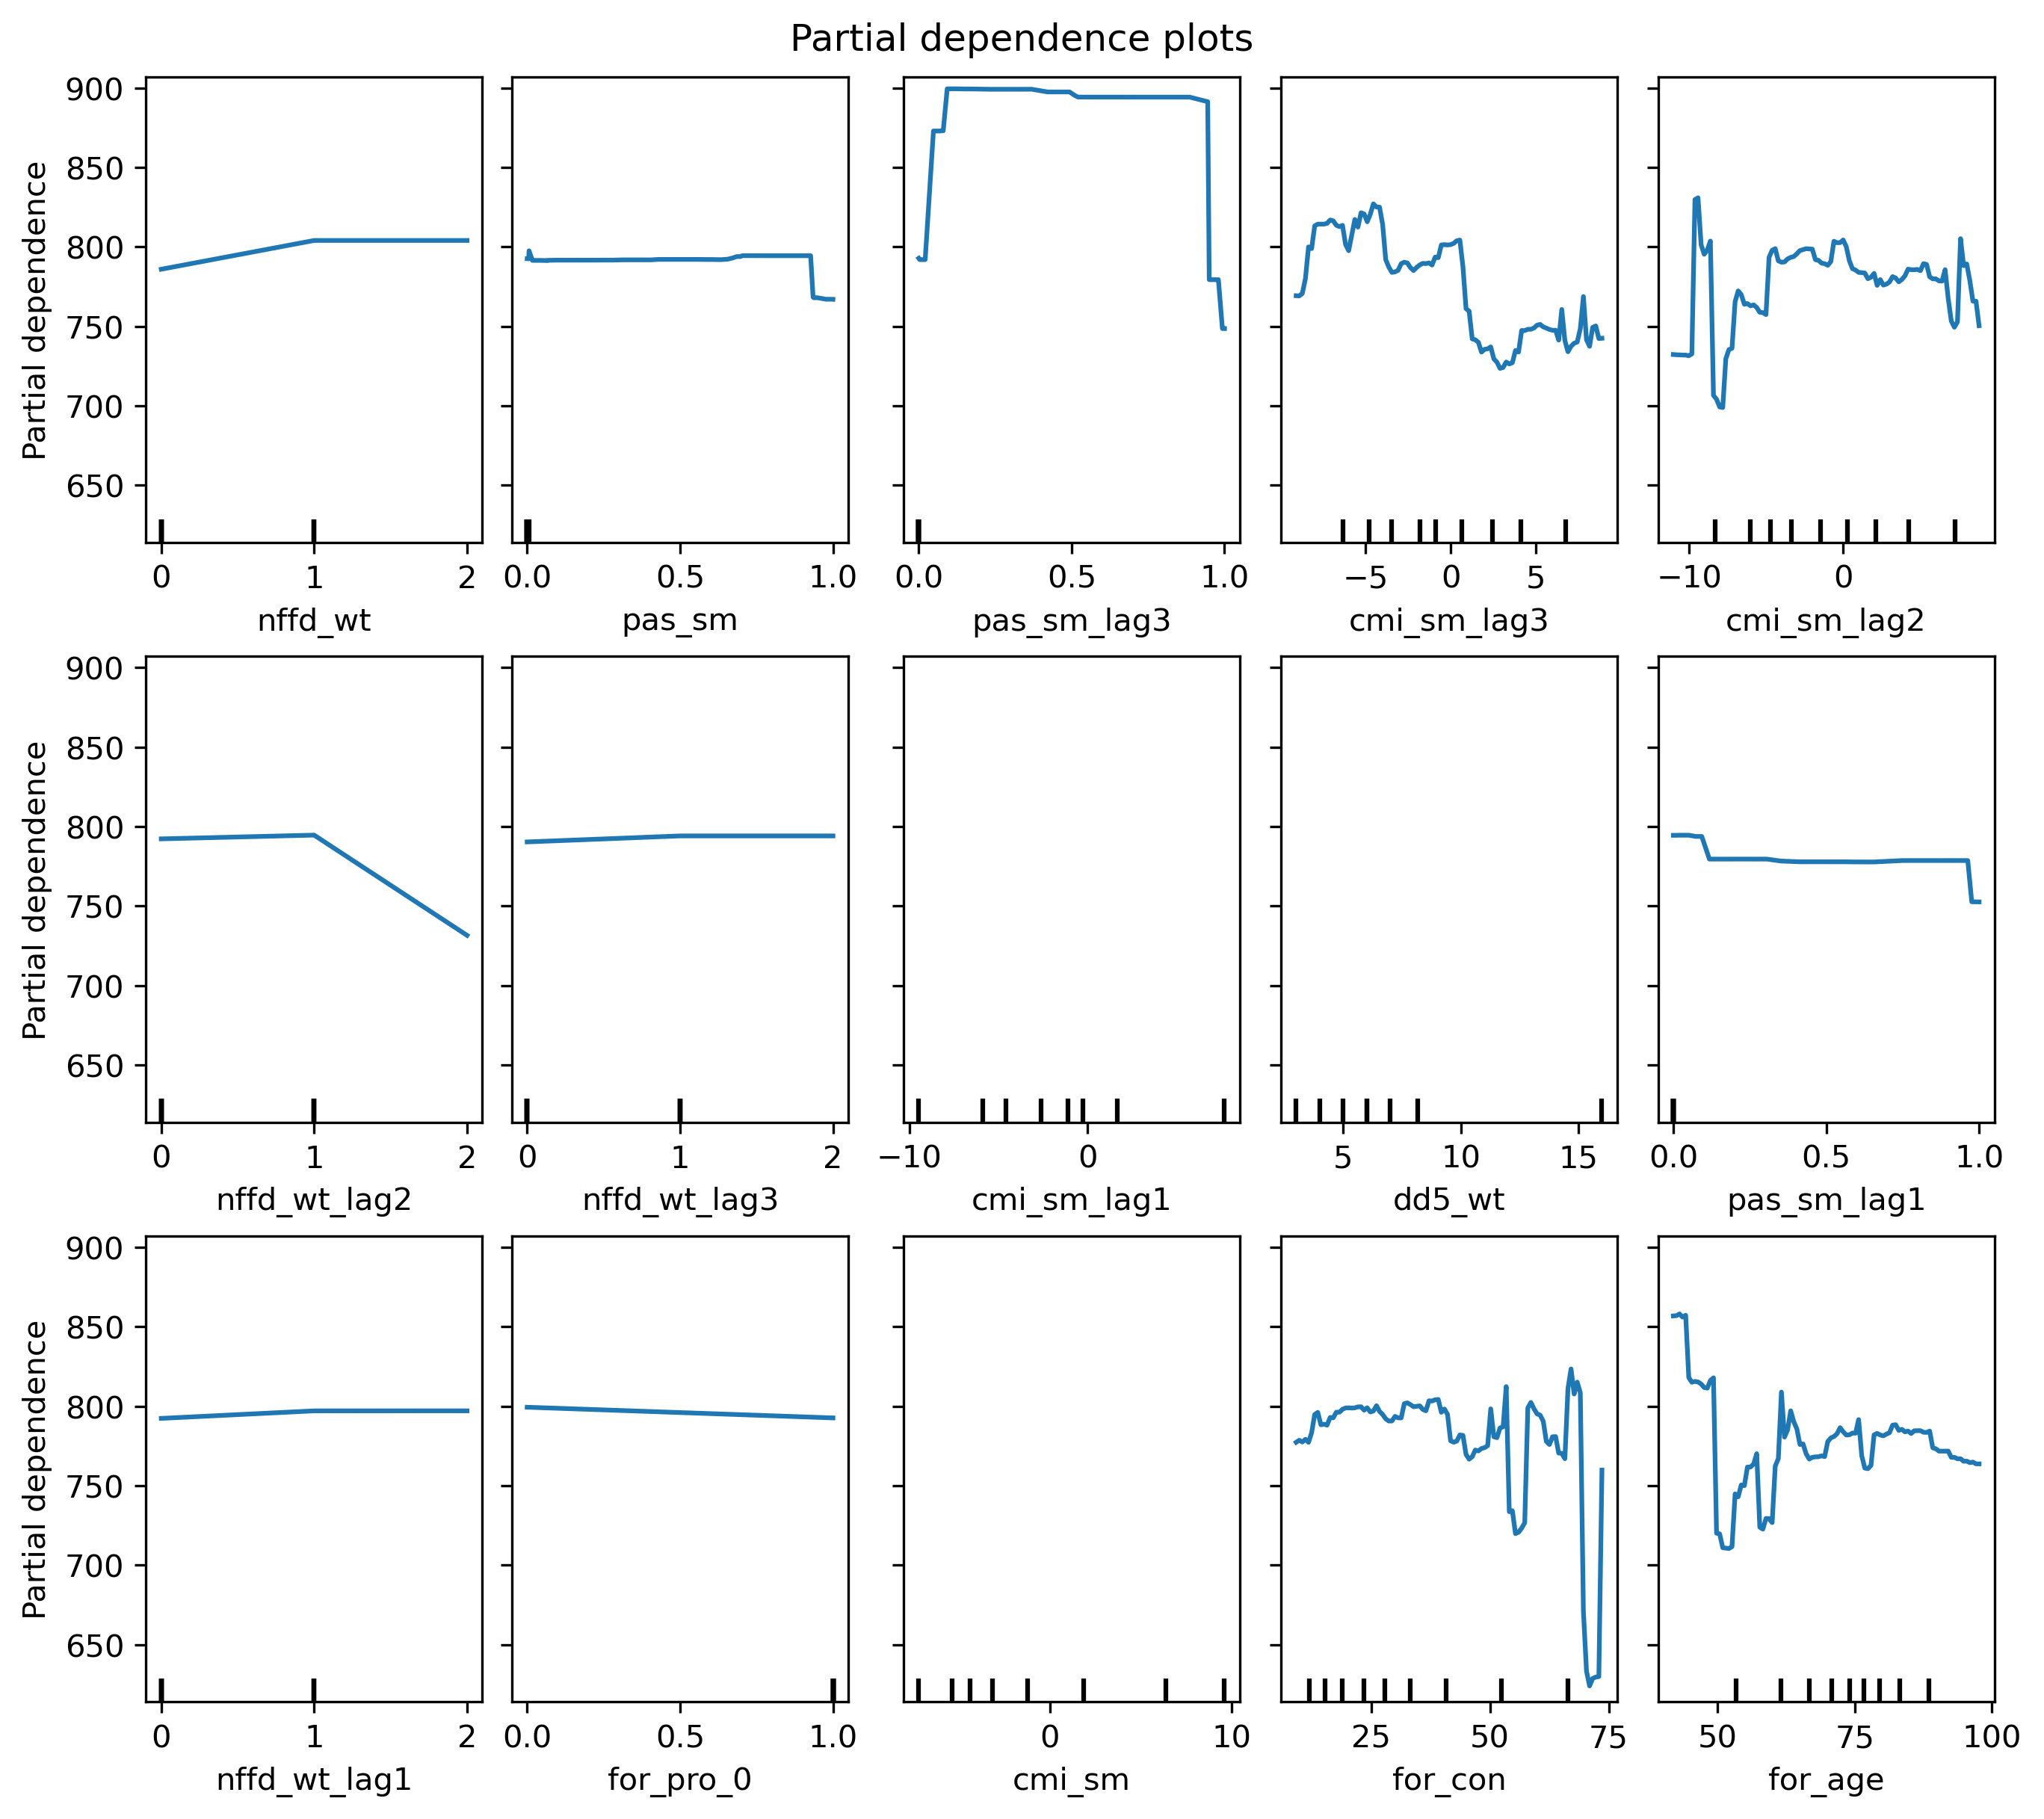 Partial dependence plots
Partial dependence
900
850
800
750
700
650
0 1 2
nffd_wt
0.0 0.5 1.0
pas_sm
0.0 0.5 1.0
pas_sm_lag3
−5 0 5
cmi_sm_lag3
−10 0
cmi_sm_lag2
Partial dependence
900
850
800
750
700
650
0 1 2
nffd_wt_lag2
0 1 2
nffd_wt_lag3
−10 0
cmi_sm_lag1
5 10 15
dd5_wt
0.0 0.5 1.0
pas_sm_lag1
Partial dependence
900
850
800
750
700
650
0 1 2
nffd_wt_lag1
0.0 0.5 1.0
for_pro_0
0 10
cmi_sm
25 50 75
for_con
50 75 100
for_age